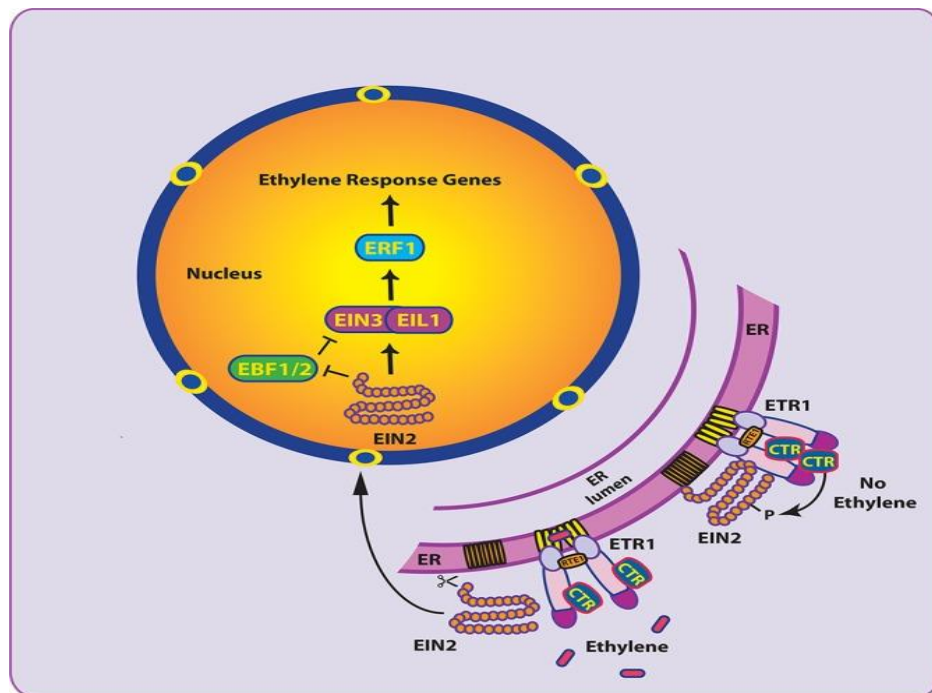 Ethylene Response Genes
ERF1
Nucleus
EIN3 EIL1
EBF1/2
EIN2
ER
ETR1
RTE1
CTR
CTR
No
Ethylene
P
EIN2
ER
lumen
ER
ETR1
RTE1
CTR
CTR
EIN2
Ethylene